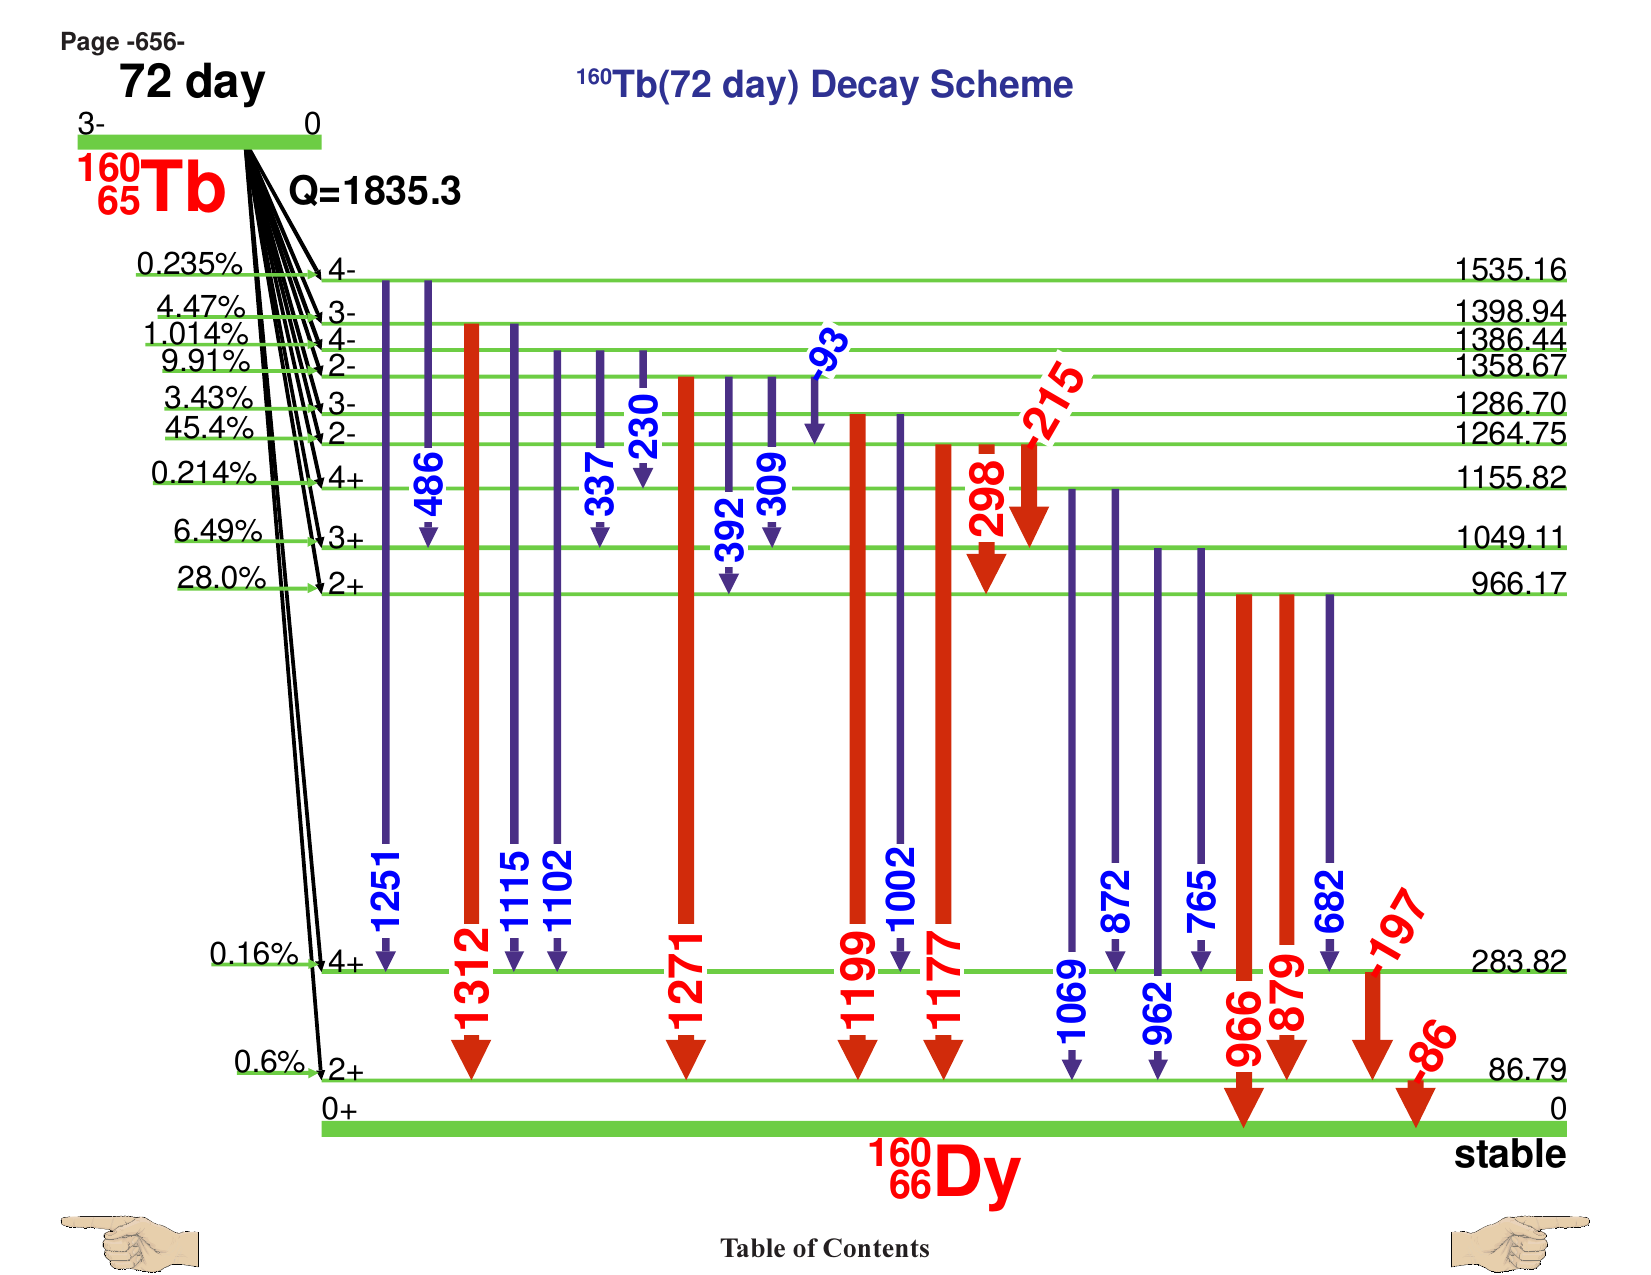 Page -656-
72 day
160Tb(72 day) Decay Scheme
3- 0
160 65 Tb
Q=1835.3
0.235% 4- 1535.16
4.47% 3- 1398.94
1.014% 4- 1386.44
9.91% 2- 1358.67
3.43% 3- 1286.70
45.4% 2- 1264.75
0.214% 4+ 1155.82
6.49% 3+ 1049.11
28.0% 2+ 966.17
0.16% 4+ 283.82
0.6% 2+ 86.79
0+ 0
1251
486
1312
1115
1102
337
230
1271
392
309
93
1199
1002
1177
298
215
1069
872
962
765
966
879
682
197
86
160 66 Dy
stable
Table of Contents